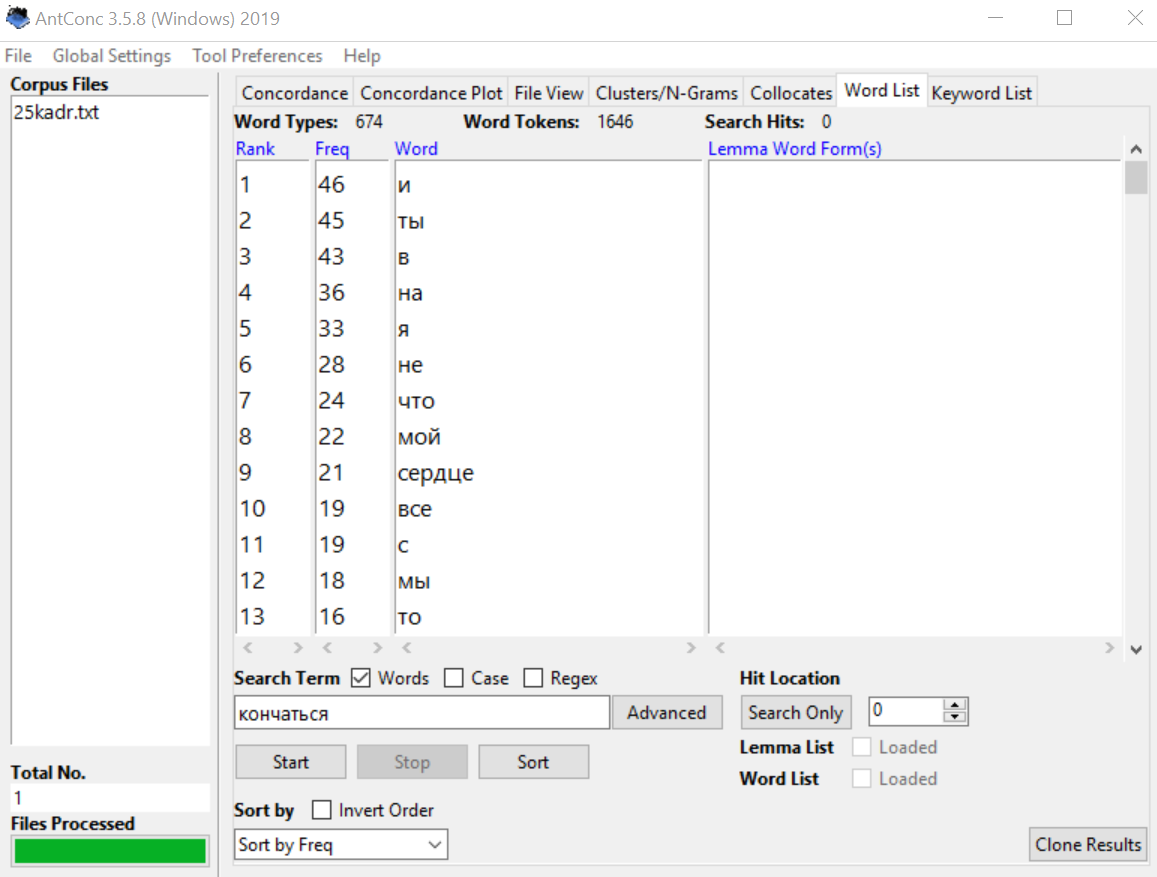 AntConc 3.5.8 (Windows) 2019
File Global Settings Tool Preferences Help
Corpus Files
25kadr.txt
Concordance Concordance Plot File View Clusters/N-Grams Collocates Word List Keyword List
Word Types: 674 Word Tokens: 1646 Search Hits: 0
Rank Freq Word Lemma Word Form(s)
1 46 и
2 45 ты
3 43 в
4 36 на
5 33 я
6 28 не
7 24 что
8 22 мой
9 21 сердце
10 19 все
11 19 с
12 18 мы
13 16 то
Search Term Words Case Regex Hit Location
кончаться Advanced Search Only 0
Lemma List Loaded
Start Stop Sort
Word List Loaded
Total No.
1
Sort by Invert Order
Files Processed
Sort by Freq Clone Results